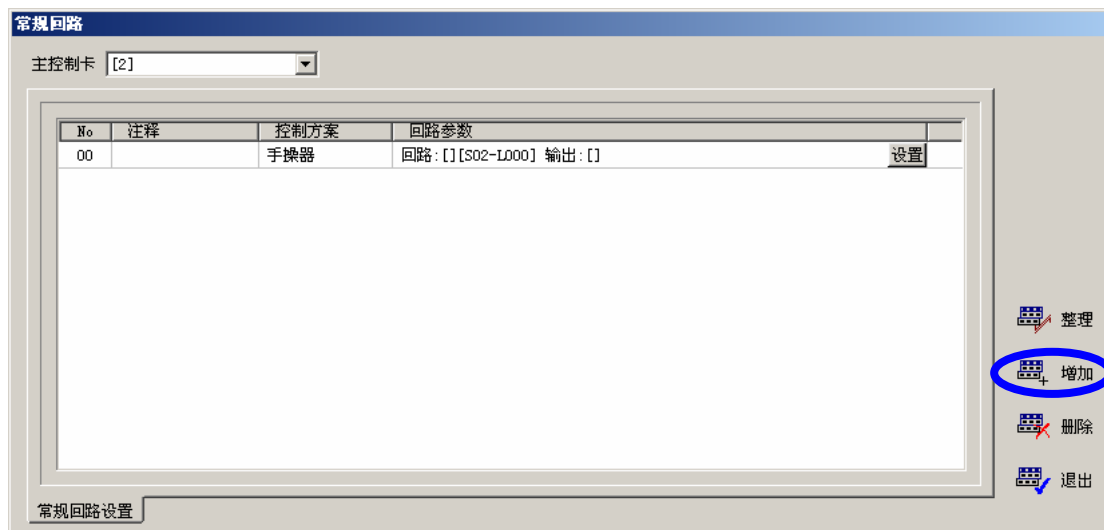 常规回路
主控制卡 [2]
No 注释 控制方案 回路参数
00 手操器 回路:[][S02-L000] 输出:[] 设置
整理
增加
删除
退出
常规回路设置